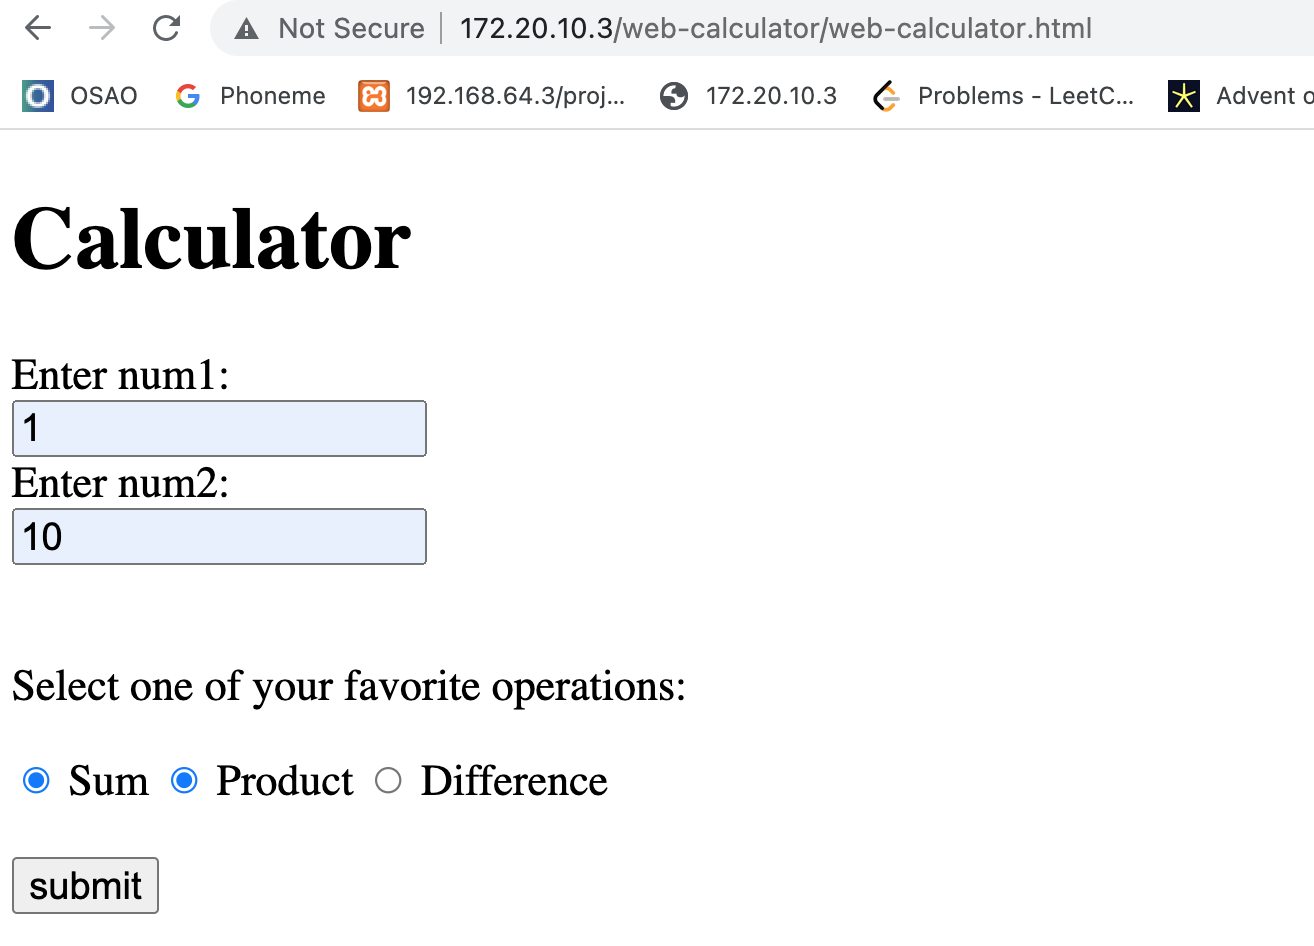 Not Secure 172.20.10.3/web-calculator/web-calculator.html
OSAO Phoneme 192.168.64.3/proj... 172.20.10.3 Problems - LeetC... Advent o
Calculator
Enter num1:
1
Enter num2:
10
Select one of your favorite operations:
Sum Product Difference
submit